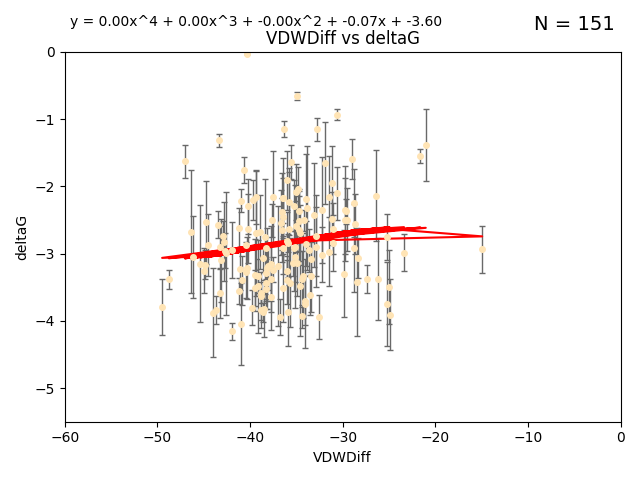 y = 0.00x^4 + 0.00x^3 + -0.00x^2 + -0.07x + -3.60
N = 151
VDWDiff vs deltaG
0
−1
−2
−3
−4
−5
deltaG
−60 −50 −40 −30 −20 −10 0
VDWDiff